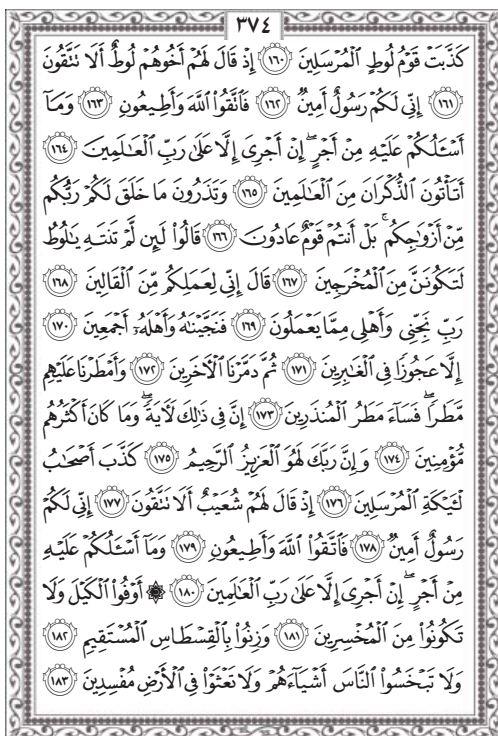 ٣٧٤
كَذَّبَتْ قَوْمُ لُوطٍ ٱلْمُرْسَلِينَ ١٦٠ إِذْ قَالَ لَهُمْ أَخُوهُمْ لُوطٌ أَلَا تَتَّقُونَ
١٦١ إِنِّي لَكُمْ رَسُولٌ أَمِينٌ ١٦٢ فَٱتَّقُوا۟ ٱللَّهَ وَأَطِيعُونِ ١٦٣ وَمَآ
أَسْـَٔلُكُمْ عَلَيْهِ مِنْ أَجْرٍ ۖ إِنْ أَجْرِىَ إِلَّا عَلَىٰ رَبِّ ٱلْعَـٰلَمِينَ ١٦٤
أَتَأْتُونَ ٱلذُّكْرَانَ مِنَ ٱلْعَـٰلَمِينَ ١٦٥ وَتَذَرُونَ مَا خَلَقَ لَكُمْ رَبُّكُم
مِّنْ أَزْوَٰجِكُم ۚ بَلْ أَنتُمْ قَوْمٌ عَادُونَ ١٦٦ قَالُوا۟ لَئِن لَّمْ تَنتَهِ يَـٰلُوطُ
لَتَكُونَنَّ مِنَ ٱلْمُخْرَجِينَ ١٦٧ قَالَ إِنِّى لِعَمَلِكُم مِّنَ ٱلْقَالِينَ ١٦٨
رَبِّ نَجِّنِى وَأَهْلِى مِمَّا يَعْمَلُونَ ١٦٩ فَنَجَّيْنَـٰهُ وَأَهْلَهُۥٓ أَجْمَعِينَ ١٧٠
إِلَّا عَجُوزًا فِى ٱلْغَـٰبِرِينَ ١٧١ ثُمَّ دَمَّرْنَا ٱلْـَٔاخَرِينَ ١٧٢ وَأَمْطَرْنَا عَلَيْهِم
مَّطَرًا ۖ فَسَآءَ مَطَرُ ٱلْمُنذَرِينَ ١٧٣ إِنَّ فِى ذَٰلِكَ لَـَٔايَةً ۖ وَمَا كَانَ أَكْثَرُهُم
مُّؤْمِنِينَ ١٧٤ وَإِنَّ رَبَّكَ لَهُوَ ٱلْعَزِيزُ ٱلرَّحِيمُ ١٧٥ كَذَّبَ أَصْحَـٰبُ
لْـَٔيْكَةِ ٱلْمُرْسَلِينَ ١٧٦ إِذْ قَالَ لَهُمْ شُعَيْبٌ أَلَا تَتَّقُونَ ١٧٧ إِنِّى لَكُمْ
رَسُولٌ أَمِينٌ ١٧٨ فَٱتَّقُوا۟ ٱللَّهَ وَأَطِيعُونِ ١٧٩ وَمَآ أَسْـَٔلُكُمْ عَلَيْهِ
مِنْ أَجْرٍ ۖ إِنْ أَجْرِىَ إِلَّا عَلَىٰ رَبِّ ٱلْعَـٰلَمِينَ ١٨٠ ۞ أَوْفُوا۟ ٱلْكَيْلَ وَلَا
تَكُونُوا۟ مِنَ ٱلْمُخْسِرِينَ ١٨١ وَزِنُوا۟ بِٱلْقِسْطَاسِ ٱلْمُسْتَقِيمِ ١٨٢
وَلَا تَبْخَسُوا۟ ٱلنَّاسَ أَشْيَآءَهُمْ وَلَا تَعْثَوْا۟ فِى ٱلْأَرْضِ مُفْسِدِينَ ١٨٣